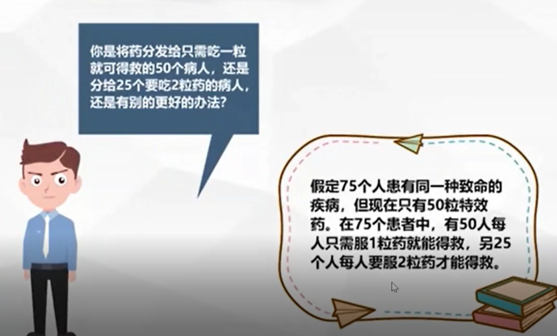 你是将药分发给只需吃一粒
就可得救的50个病人，还是
分给25个要吃2粒药的病人，
还是有别的更好的办法？
假定75个人患有同一种致命的
疾病，但现在只有50粒特效
药。在75个患者中，有50人每
人只需服1粒药就能得救，另25
个人每人要服2粒药才能得救。